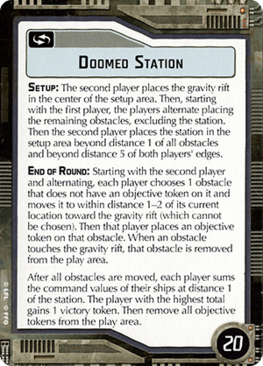 DOOMED STATION
SETUP: The second player places the gravity rift
in the center of the setup area. Then, starting
with the first player, the players alternate placing
the remaining obstacles, excluding the station.
Then the second player places the station in the
setup area beyond distance 1 of all obstacles
and beyond distance 5 of both players' edges.
END OF ROUND: Starting with the second player
and alternating, each player chooses 1 obstacle
that does not have an objective token on it and
moves it to within distance 1–2 of its current
location toward the gravity rift (which cannot
be chosen). Then that player places an objective
token on that obstacle. When an obstacle
touches the gravity rift, that obstacle is removed
from the play area.
After all obstacles are moved, each player sums
the command values of their ships at distance 1
of the station. The player with the highest total
gains 1 victory token. Then remove all objective
tokens from the play area.
© LFL © FFG
20